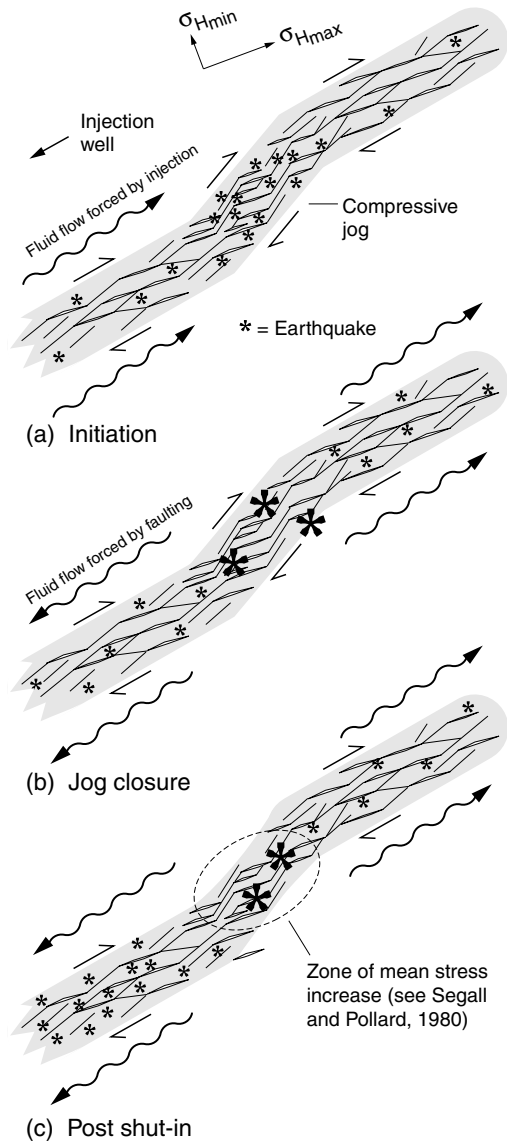 σHmin σHmax
Injection
well
Fluid flow forced by injection
Compressive
jog
* = Earthquake
(a) Initiation
Fluid flow forced by faulting
(b) Jog closure
Zone of mean stress
increase (see Segall
and Pollard, 1980)
(c) Post shut-in